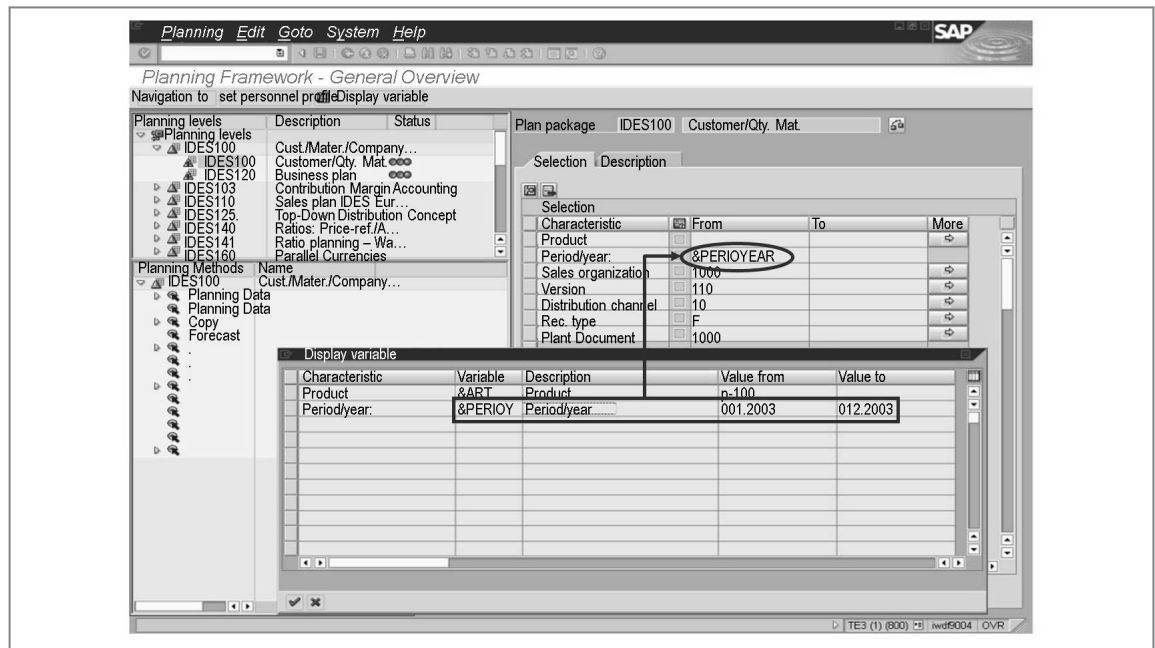 Planning Edit Goto System Help
SAP
Planning Framework - General Overview
Navigation to set personnel profile Display variable
Planning levels Description Status
Planning levels
IDES100 Cust./Mater./Company…
IDES100 Customer/Qty. Mat.
IDES120 Business plan
IDES103 Contribution Margin Accounting
IDES110 Sales plan IDES Eur…
IDES125. Top-Down Distribution Concept
IDES140 Ratios: Price-ref./A…
IDES141 Ratio planning – Wa…
IDES160 Parallel Currencies
Planning Methods Name
IDES100 Cust./Mater./Company…
Planning Data
Planning Data
Copy
Forecast
.
.
.
Plan package IDES100 Customer/Qty. Mat.
Selection Description
Selection
Characteristic From To More
Product
Period/year: &PERIOYEAR
Sales organization 1000
Version 110
Distribution channel 10
Rec. type F
Plant Document 1000
Display variable
Characteristic Variable Description Value from Value to
Product &ART Product p-100
Period/year: &PERIOY Period/year 001.2003 012.2003
TE3 (1) (800) iwdf9004 OVR